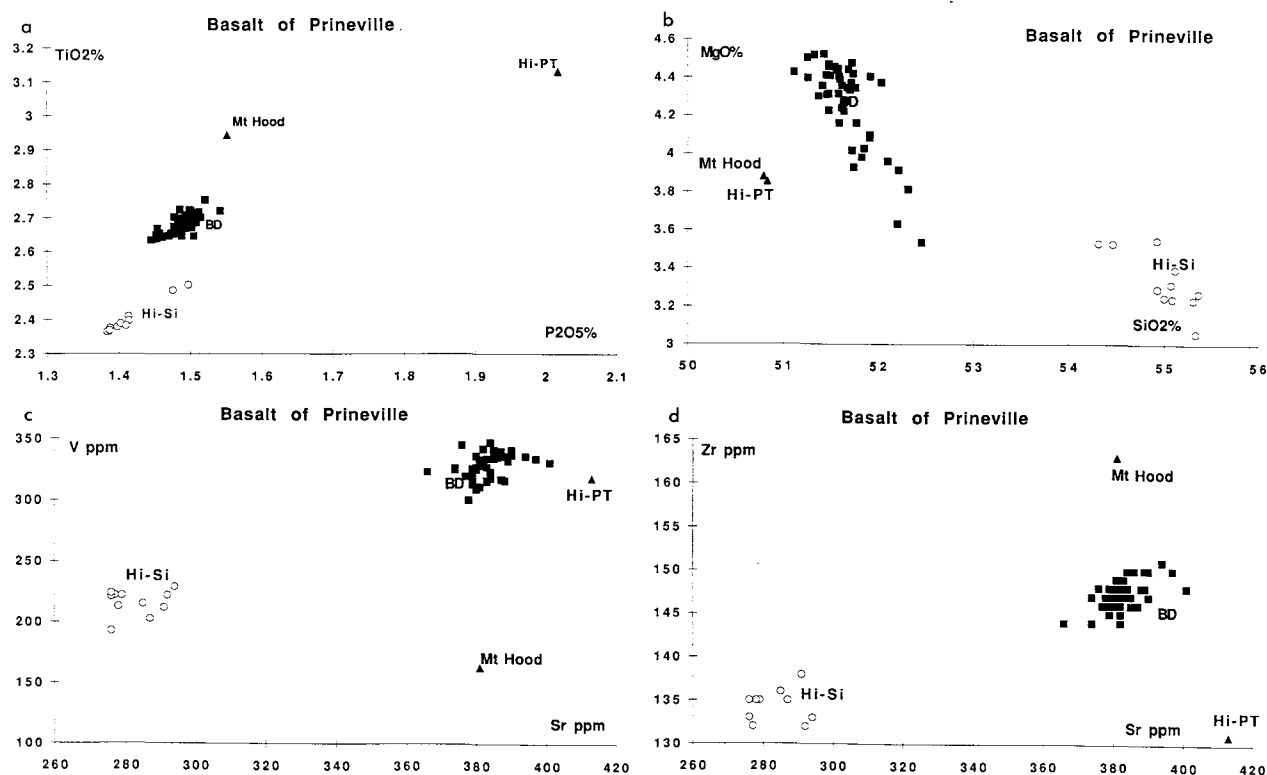 a
Basalt of Prineville
TiO2%
3.2
3.1
3
2.9
2.8
2.7
2.6
2.5
2.4
2.3
Hi-PT
Mt Hood
BD
Hi-Si
P2O5%
1.3 1.4 1.5 1.6 1.7 1.8 1.9 2 2.1
b
Basalt of Prineville
MgO%
4.6
4.4
4.2
4
3.8
3.6
3.4
3.2
3
D
Mt Hood
Hi-PT
Hi-Si
SiO2%
50 51 52 53 54 55 56
c
Basalt of Prineville
V ppm
350
300
250
200
150
100
BD
Hi-PT
Hi-Si
Mt Hood
Sr ppm
260 280 300 320 340 360 380 400 420
d
Basalt of Prineville
Zr ppm
165
160
155
150
145
140
135
130
Mt Hood
BD
Hi-Si
Hi-PT
Sr ppm
260 280 300 320 340 360 380 400 420